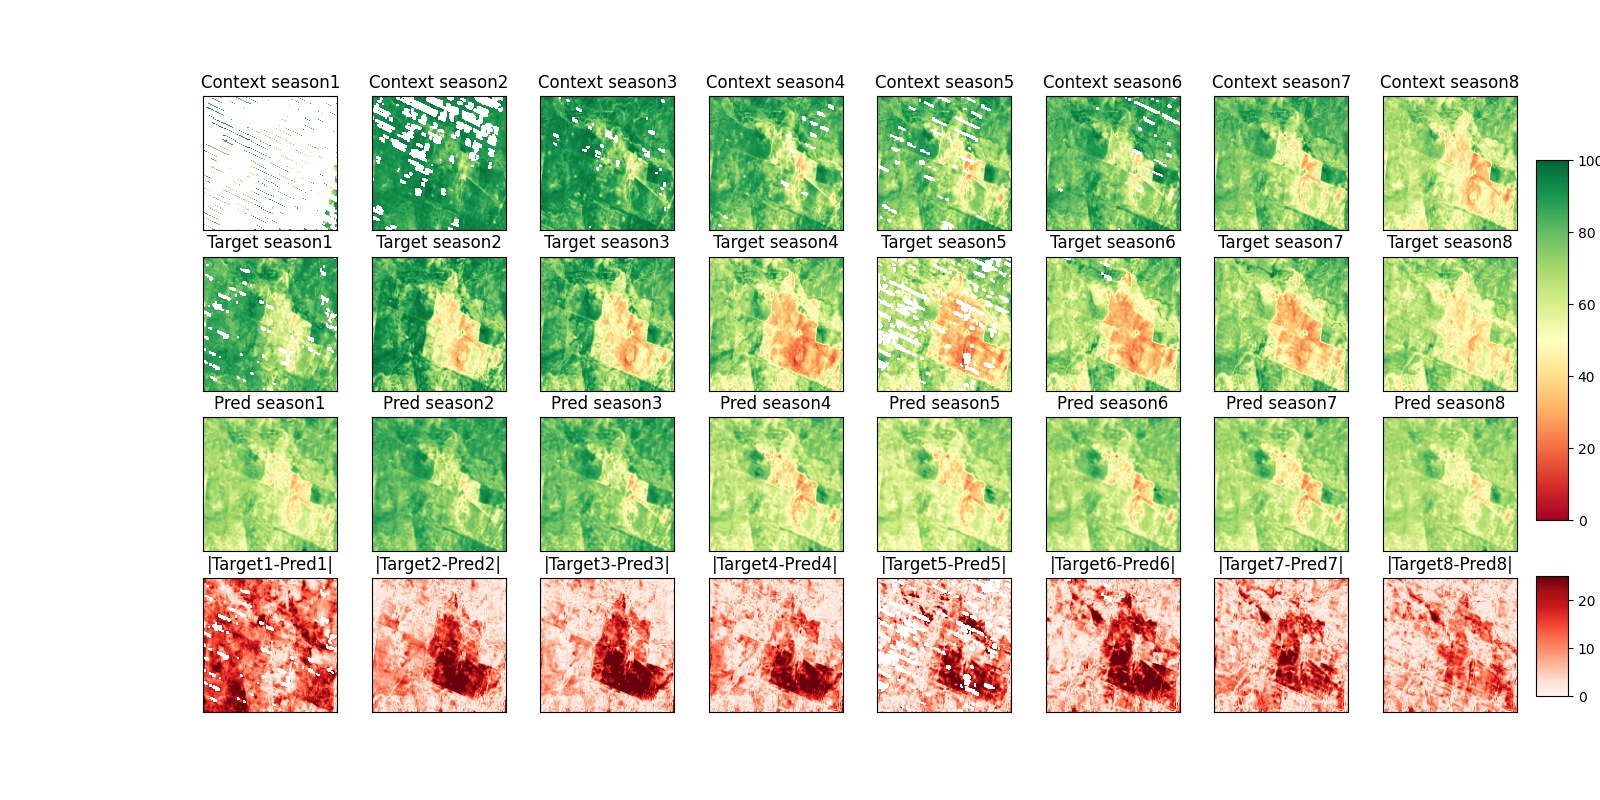 Context season1 Context season2 Context season3 Context season4 Context season5 Context season6 Context season7 Context season8
Target season1 Target season2 Target season3 Target season4 Target season5 Target season6 Target season7 Target season8
Pred season1 Pred season2 Pred season3 Pred season4 Pred season5 Pred season6 Pred season7 Pred season8
|Target1-Pred1| |Target2-Pred2| |Target3-Pred3| |Target4-Pred4| |Target5-Pred5| |Target6-Pred6| |Target7-Pred7| |Target8-Pred8|
100
80
60
40
20
0
20
10
0